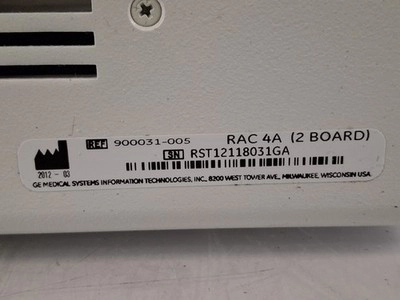 REF 900031-005 RAC 4A (2 BOARD)
SN RST12118031GA
2012 - 03
GE MEDICAL SYSTEMS INFORMATION TECHNOLOGIES, INC., 8200 WEST TOWER AVE., MILWAUKEE, WISCONSIN USA